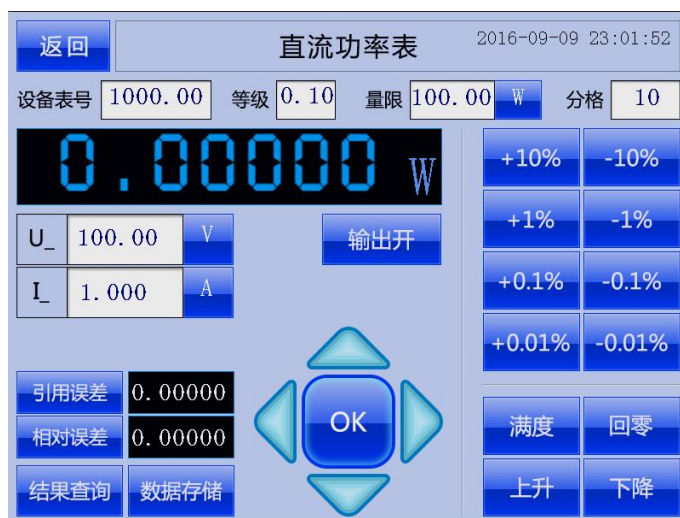 返回 直流功率表 2016-09-09 23:01:52
设备表号 1000.00 等级 0.10 量限 100.00 W 分格 10
0.00000 W
+10% -10%
U_ 100.00 V 输出开
+1% -1%
I_ 1.000 A
+0.1% -0.1%
+0.01% -0.01%
引用误差 0.00000
OK
满度 回零
相对误差 0.00000
结果查询 数据存储
上升 下降